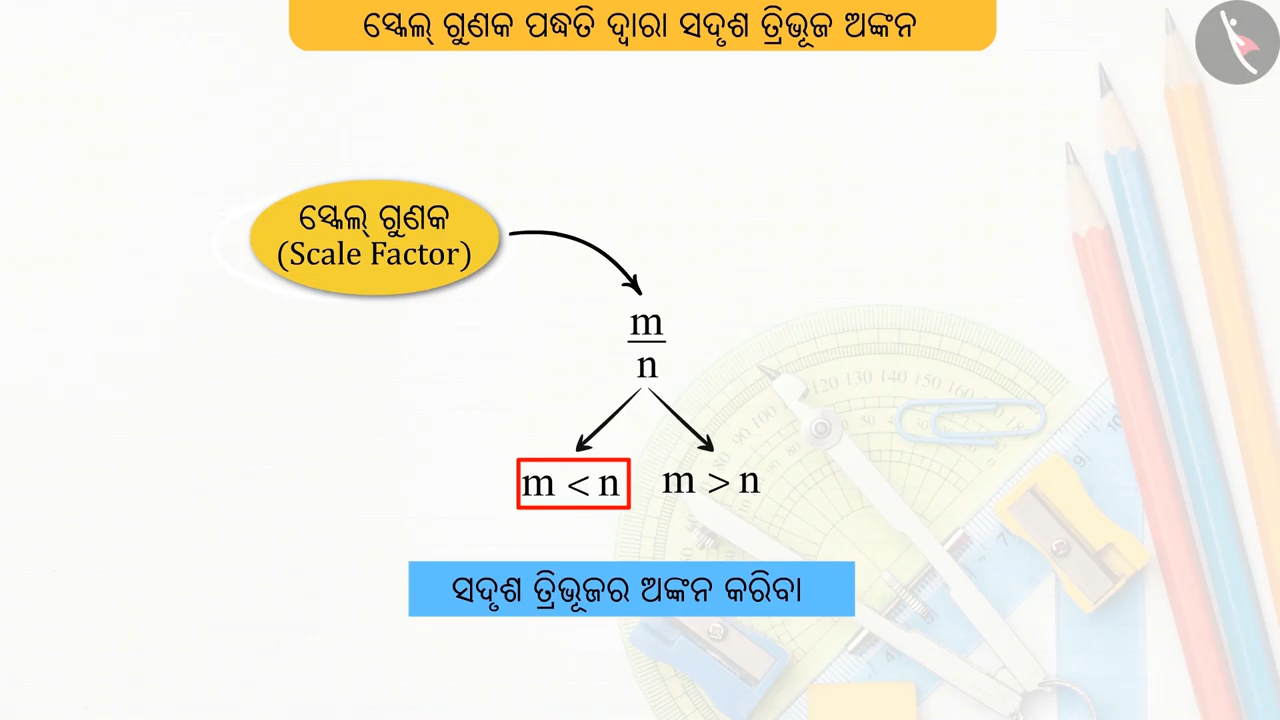 ସ୍କେଲ୍ ଗୁଣକ ପଦ୍ଧତି ଦ୍ୱାରା ସଦୃଶ ତ୍ରିଭୂଜ ଅଙ୍କନ
ସ୍କେଲ୍ ଗୁଣକ
(Scale Factor)
m
n
m < n m > n
ସଦୃଶ ତ୍ରିଭୂଜର ଅଙ୍କନ କରିବା